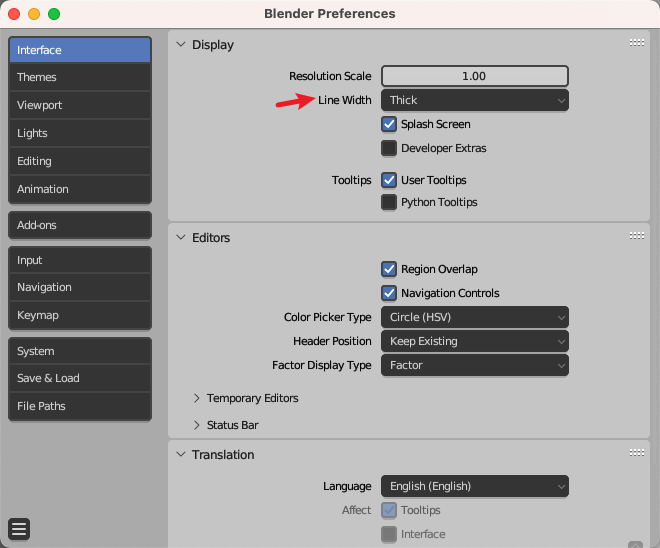 Blender Preferences
Interface
Themes
Viewport
Lights
Editing
Animation
Add-ons
Input
Navigation
Keymap
System
Save & Load
File Paths
Display
Resolution Scale 1.00
Line Width Thick
Splash Screen
Developer Extras
Tooltips User Tooltips
Python Tooltips
Editors
Region Overlap
Navigation Controls
Color Picker Type Circle (HSV)
Header Position Keep Existing
Factor Display Type Factor
Temporary Editors
Status Bar
Translation
Language English (English)
Affect Tooltips
Interface